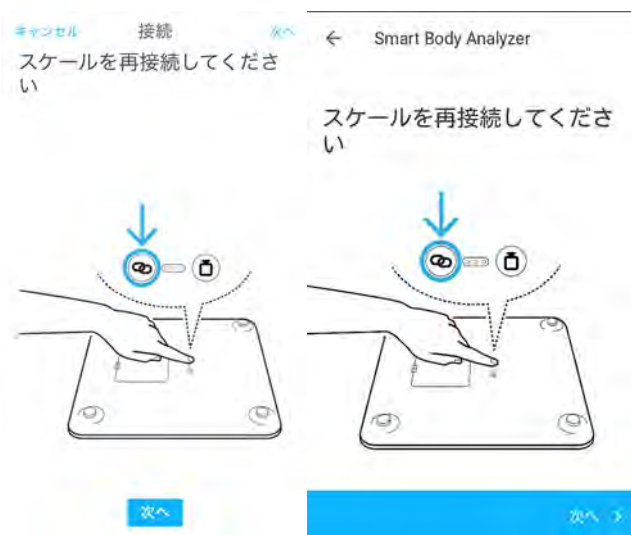 キャンセル 接続 次へ
スケールを再接続してくださ
い
次へ
← Smart Body Analyzer
スケールを再接続してくださ
い
次へ